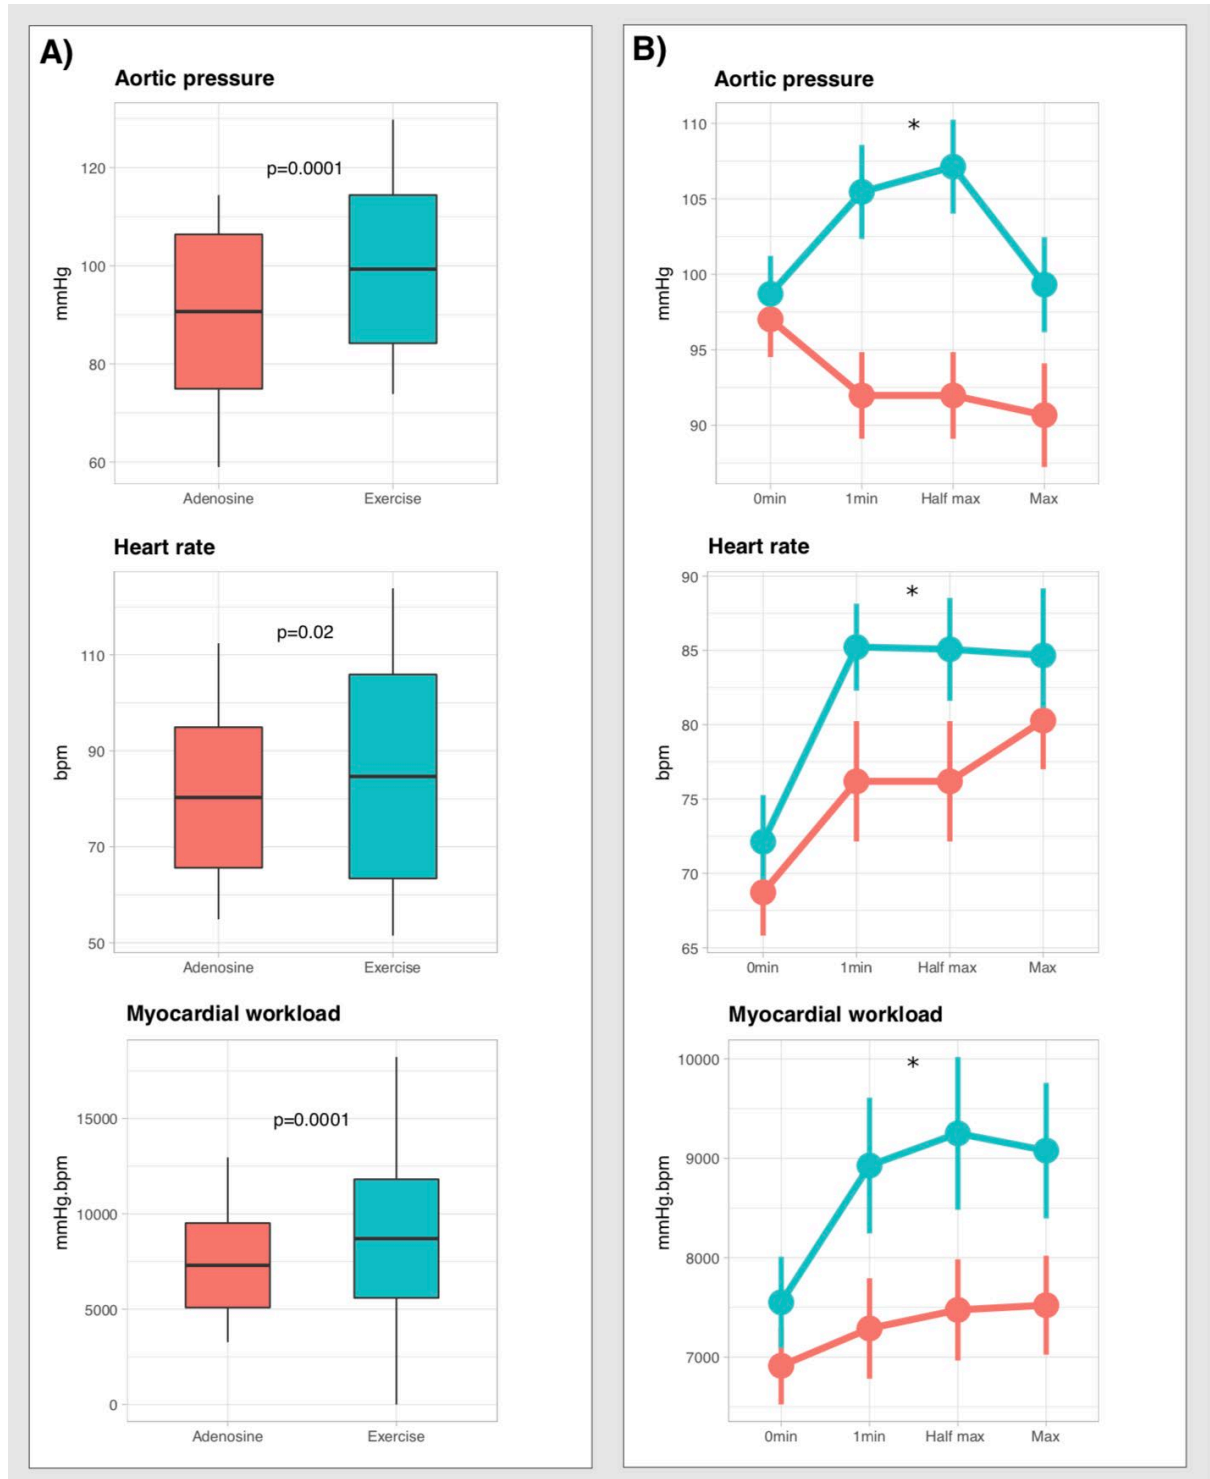 A)
Aortic pressure
mmHg
120
100
80
60
p=0.0001
Adenosine Exercise
Heart rate
bpm
110
90
70
50
p=0.02
Adenosine Exercise
Myocardial workload
mmHg.bpm
15000
10000
5000
0
p=0.0001
Adenosine Exercise
B)
Aortic pressure
mmHg
110
105
100
95
90
*
0min 1min Half max Max
Heart rate
bpm
90
85
80
75
70
65
*
0min 1min Half max Max
Myocardial workload
mmHg.bpm
10000
9000
8000
7000
*
0min 1min Half max Max